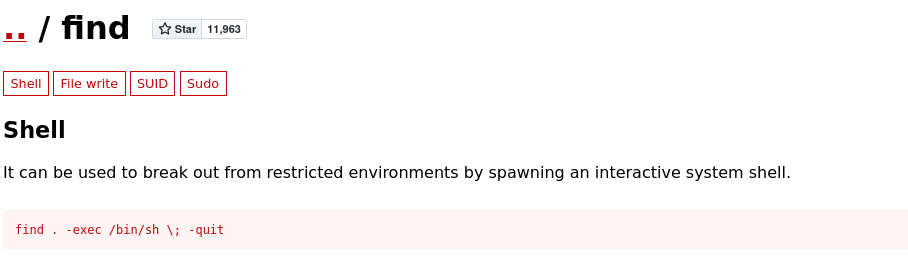 .. / find Star 11,963
Shell File write SUID Sudo
Shell
It can be used to break out from restricted environments by spawning an interactive system shell.
find . -exec /bin/sh \; -quit